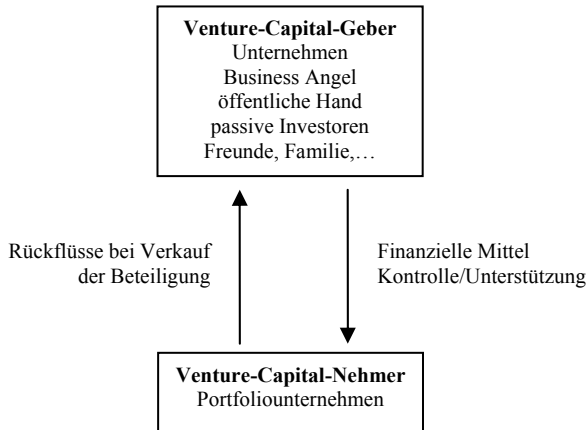 Venture-Capital-Geber
Unternehmen
Business Angel
öffentliche Hand
passive Investoren
Freunde, Familie,…
Rückflüsse bei Verkauf
der Beteiligung
Finanzielle Mittel
Kontrolle/Unterstützung
Venture-Capital-Nehmer
Portfoliounternehmen